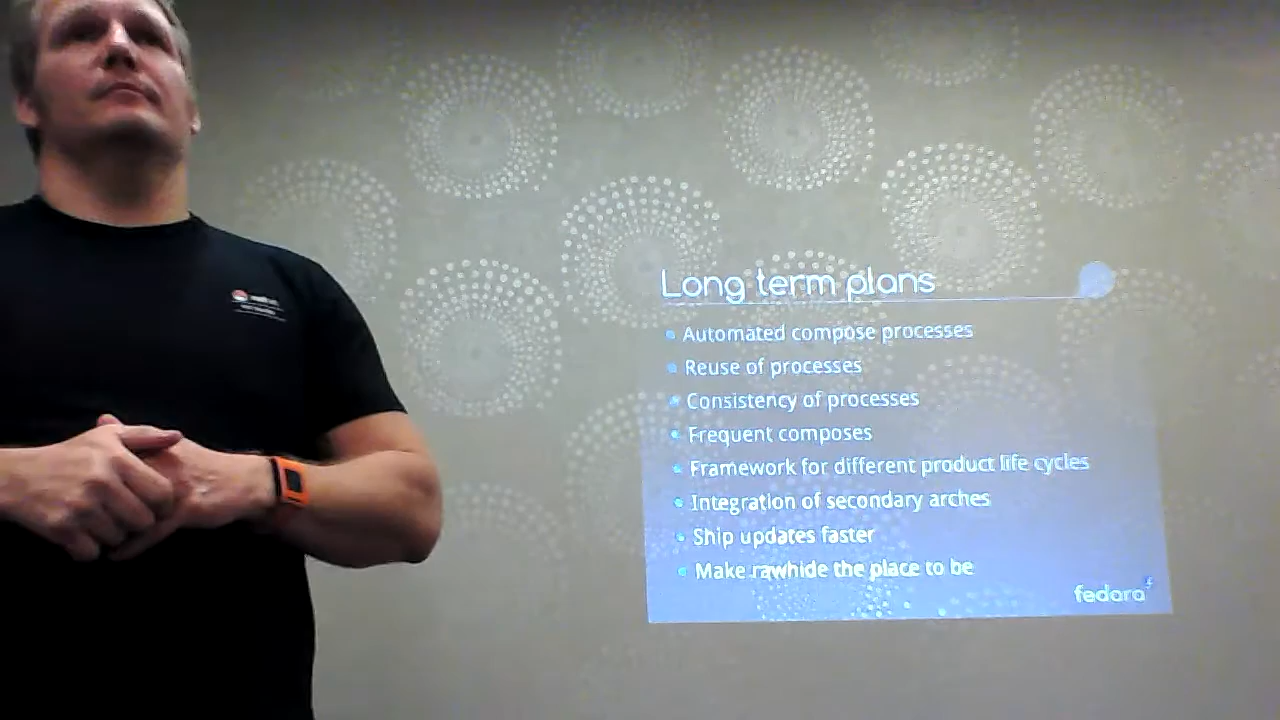 Long term plans
Automated compose processes
Reuse of processes
Consistency of processes
Frequent composes
Framework for different product life cycles
Integration of secondary arches
Ship updates faster
Make rawhide the place to be
fedora